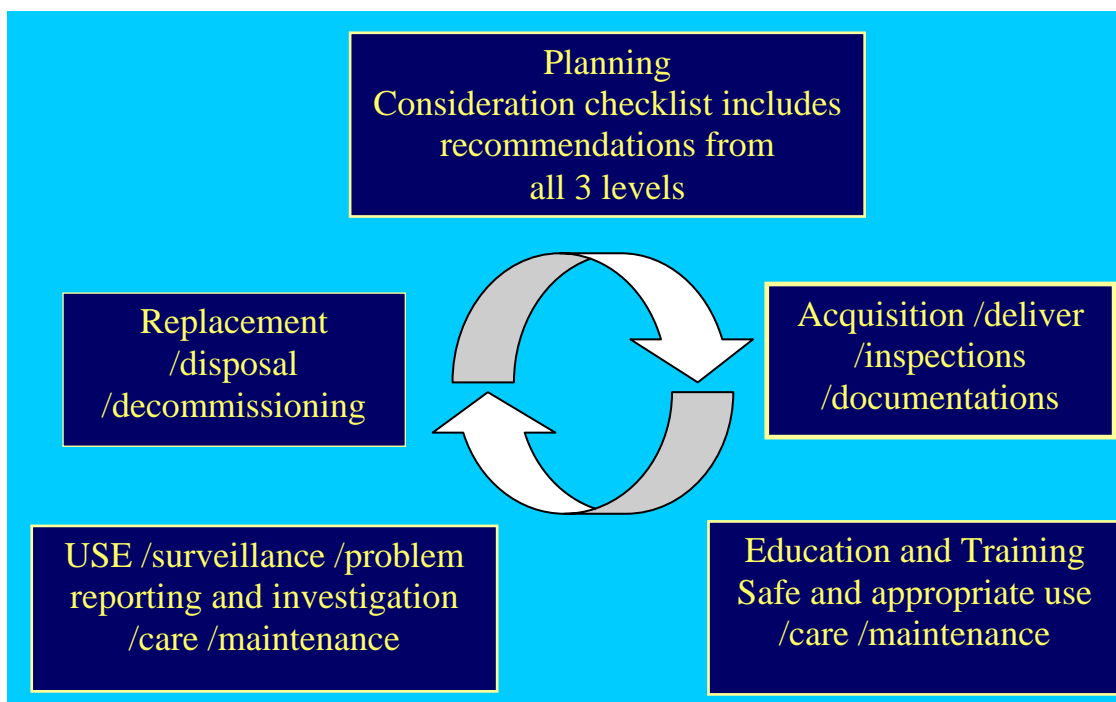 Planning
Consideration checklist includes
recommendations from
all 3 levels
Replacement
/disposal
/decommissioning
Acquisition /deliver
/inspections
/documentations
USE /surveillance /problem
reporting and investigation
/care /maintenance
Education and Training
Safe and appropriate use
/care /maintenance